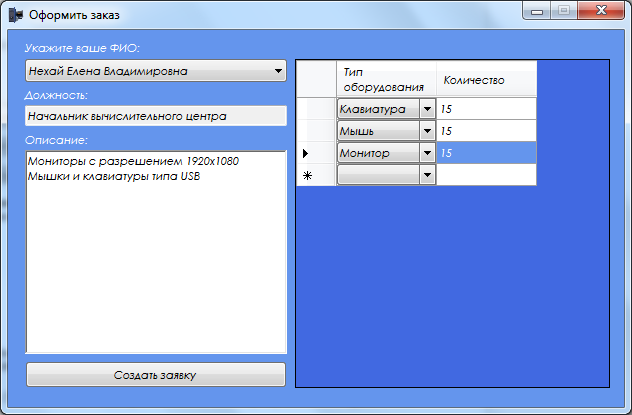 Оформить заказ
Укажите ваше ФИО:
Нехай Елена Владимировна
Должность:
Начальник вычислительного центра
Описание:
Мониторы с разрешением 1920x1080
Мышки и клавиатуры типа USB
Создать заявку
Тип
оборудования
Количество
Клавиатура 15
Мышь 15
Монитор 15